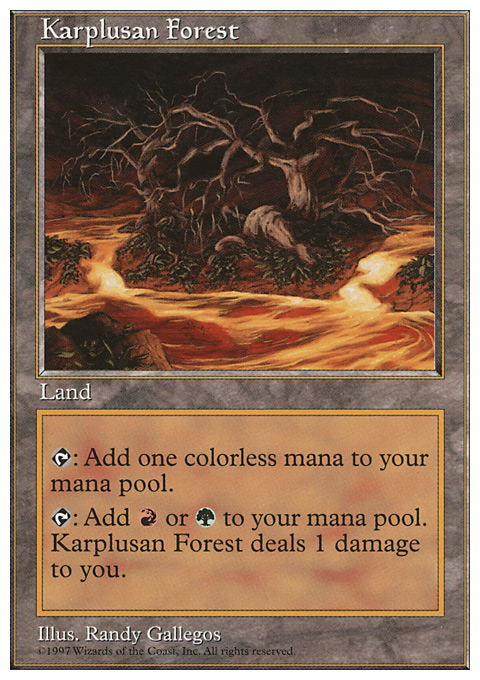 Karplusan Forest
Land
: Add one colorless mana to your
mana pool.
: Add or to your mana pool.
Karplusan Forest deals 1 damage
to you.
Illus. Randy Gallegos
©1997 Wizards of the Coast, Inc. All rights reserved.